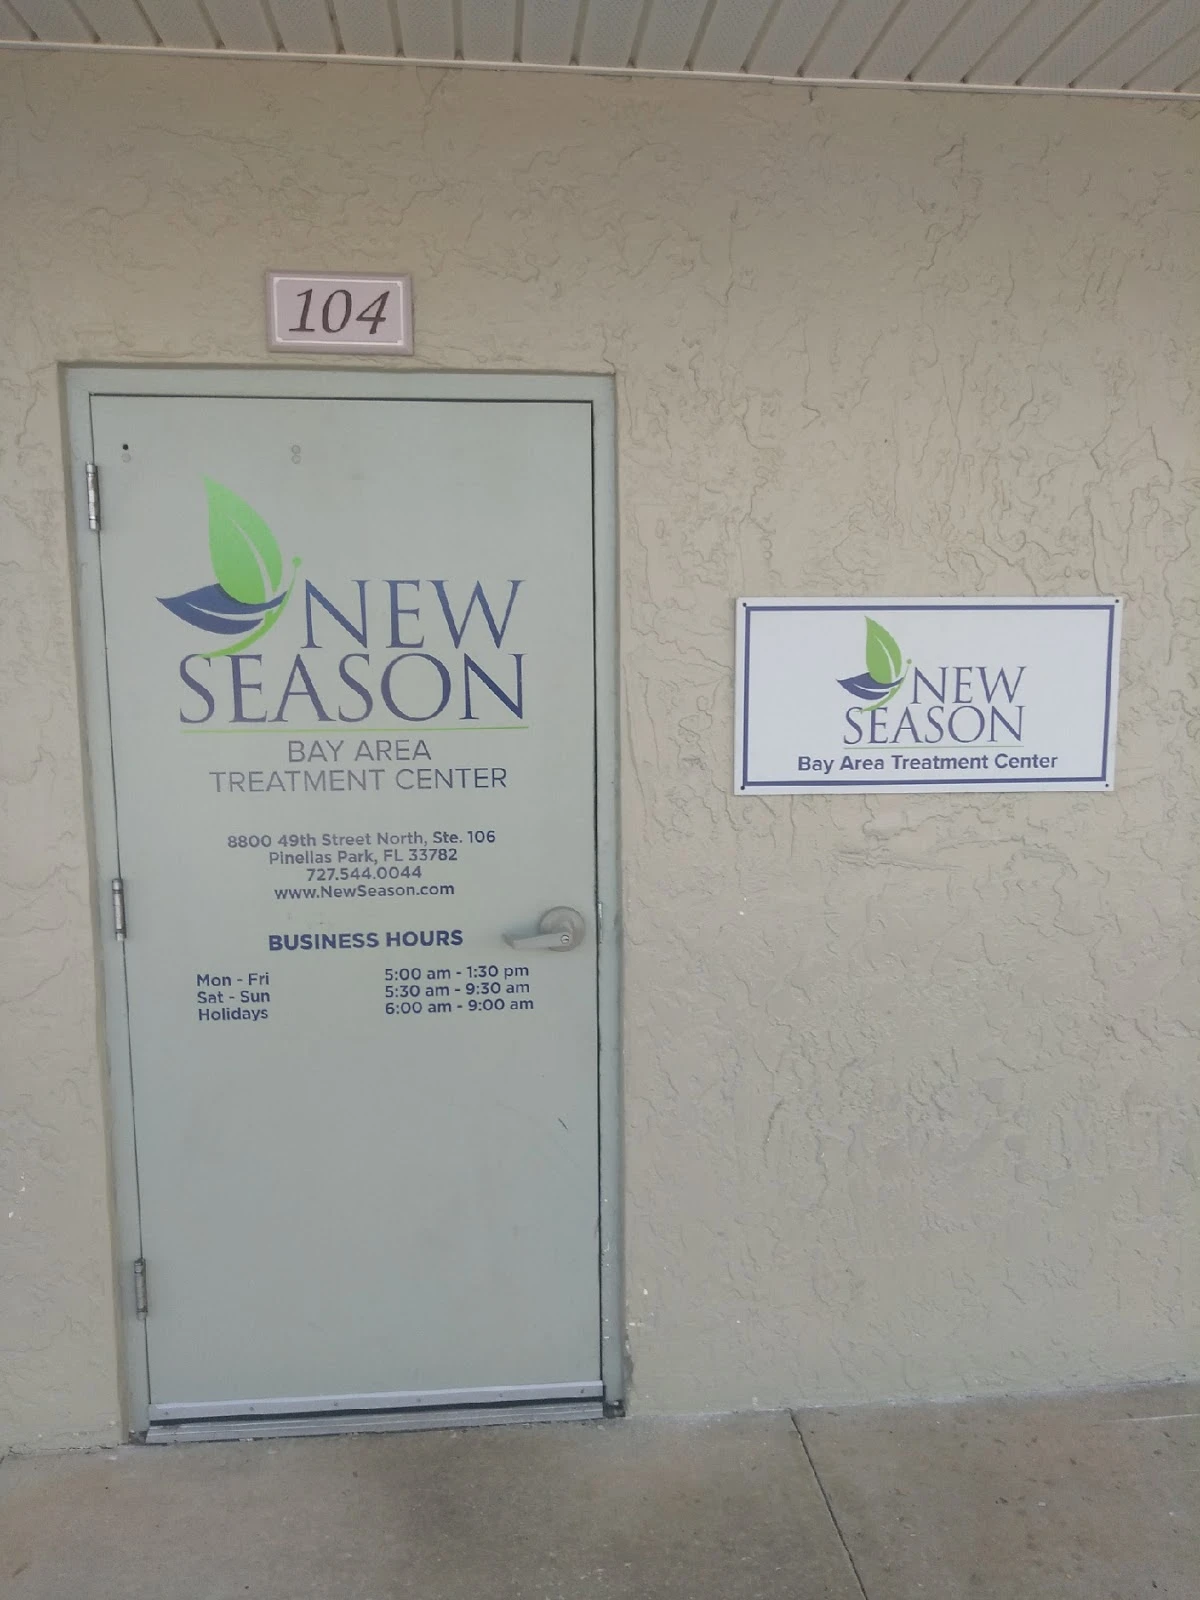 104
NEW
SEASON
BAY AREA
TREATMENT CENTER
8800 49th Street North, Ste. 106
Pinellas Park, FL 33782
727.544.0044
www.NewSeason.com
BUSINESS HOURS
Mon - Fri 5:00 am - 1:30 pm
Sat - Sun 5:30 am - 9:30 am
Holidays 6:00 am - 9:00 am
NEW
SEASON
Bay Area Treatment Center